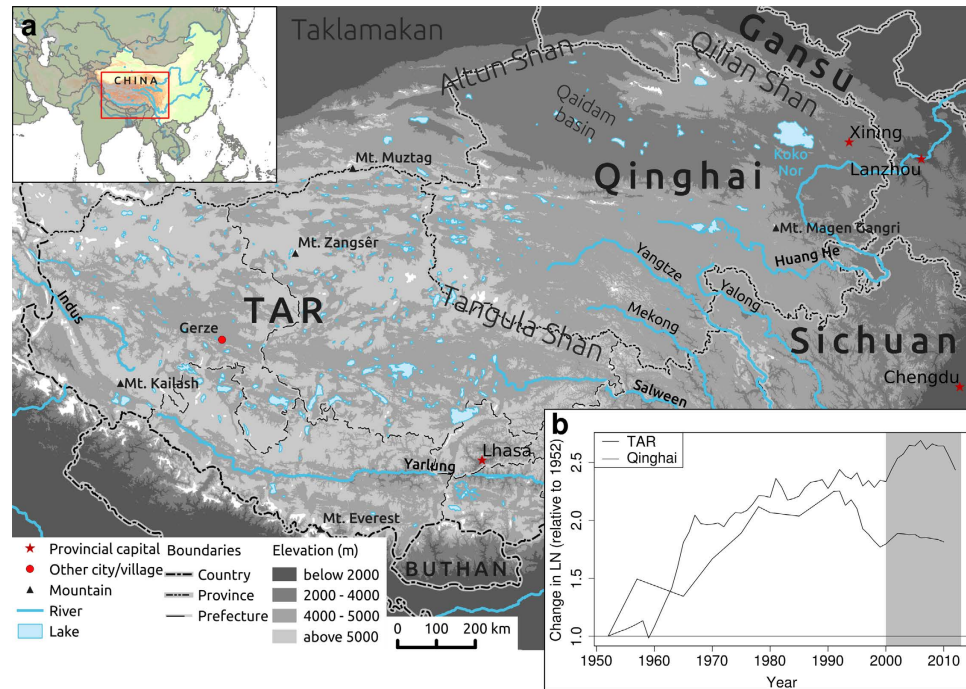 a
CHINA
Taklamakan
Altun Shan
Qilian Shan
Gansu
Qaidam
basin
Koko-
Nor
Xining
Lanzhou
Qinghai
Mt. Muztag
Mt. Magen Gangri
Mt. Zangsêr
Huang He
Yangtze
Yalong
TAR
Tangula Shan
Indus
Gerze
Mekong
Sichuan
Chengdu
Mt. Kailash
Salween
Lhasa
Yarlung
Mt. Everest
BUTHAN
Provincial capital
Other city/village
Mountain
River
Lake
Boundaries
Country
Province
Prefecture
Elevation (m)
below 2000
2000 - 4000
4000 - 5000
above 5000
0 100 200 km
b
TAR
Qinghai
Change in LN (relative to 1952)
2.5
2.0
1.5
1.0
1950 1960 1970 1980 1990 2000 2010
Year